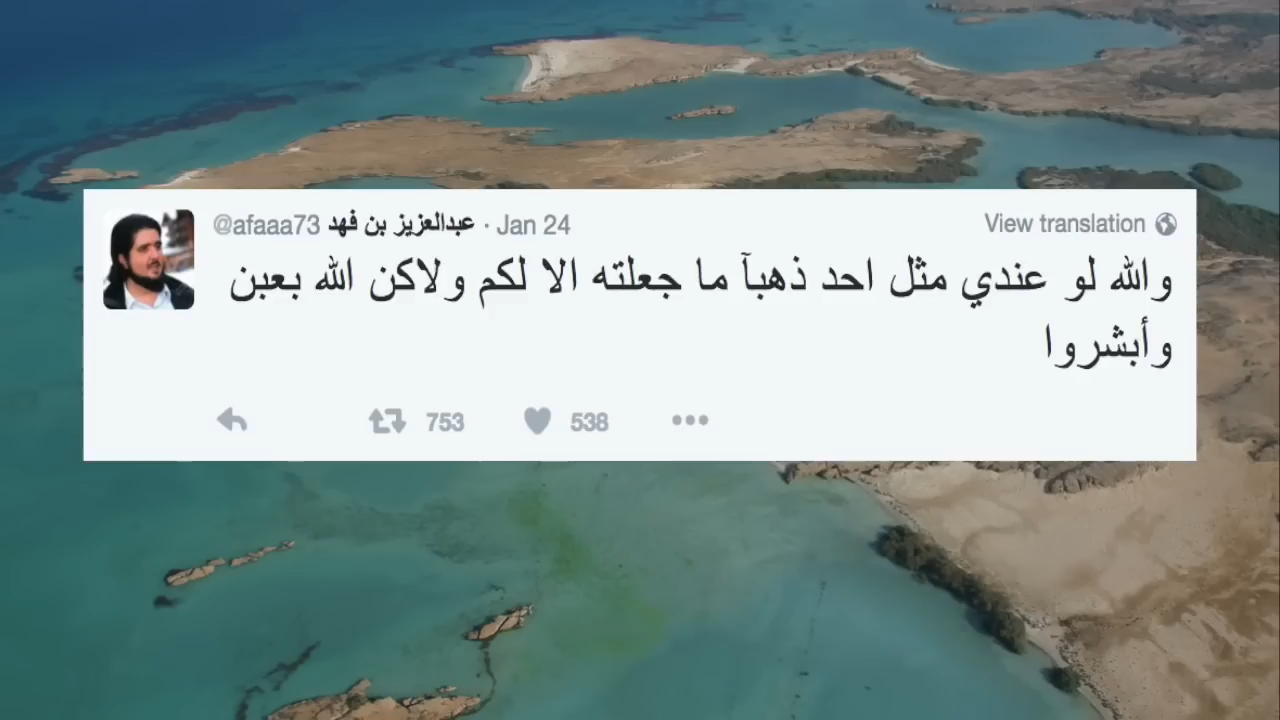 @afaaa73 عبدالعزيز بن فهد · Jan 24
View translation
والله لو عندي مثل احد ذهبآ ما جعلته الا لكم ولاكن الله بعبن
وأبشروا
753 538